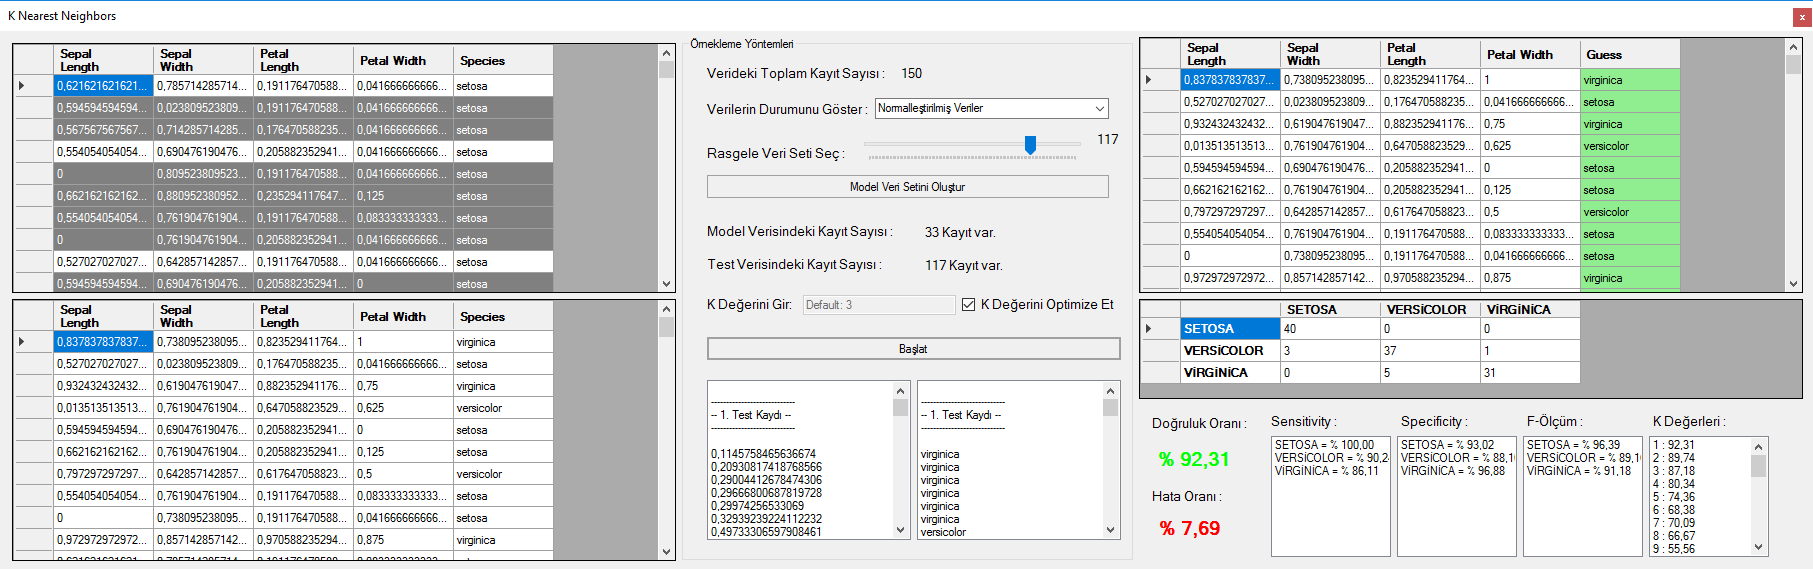 K Nearest Neighbors
x
Sepal Length Sepal Width Petal Length Petal Width Species
0,621621621621... 0,785714285714... 0,191176470588... 0,041666666666... setosa
0,594594594594... 0,023809523809... 0,191176470588... 0,041666666666... setosa
0,567567567567... 0,714285714285... 0,176470588235... 0,041666666666... setosa
0,554054054054... 0,690476190476... 0,205882352941... 0,041666666666... setosa
0 0,809523809523... 0,191176470588... 0,041666666666... setosa
0,662162162162... 0,880952380952... 0,235294117647... 0,125 setosa
0,554054054054... 0,761904761904... 0,191176470588... 0,083333333333... setosa
0 0,761904761904... 0,205882352941... 0,041666666666... setosa
0,527027027027... 0,642857142857... 0,191176470588... 0,041666666666... setosa
0,594594594594... 0,690476190476... 0,205882352941... 0 setosa
Sepal Length Sepal Width Petal Length Petal Width Species
0,837837837837... 0,738095238095... 0,823529411764... 1 virginica
0,527027027027... 0,023809523809... 0,176470588235... 0,041666666666... setosa
0,932432432432... 0,619047619047... 0,882352941176... 0,75 virginica
0,013513513513... 0,761904761904... 0,647058823529... 0,625 versicolor
0,594594594594... 0,690476190476... 0,205882352941... 0 setosa
0,662162162162... 0,761904761904... 0,205882352941... 0,125 setosa
0,797297297297... 0,642857142857... 0,617647058823... 0,5 versicolor
0,554054054054... 0,761904761904... 0,191176470588... 0,083333333333... setosa
0 0,738095238095... 0,191176470588... 0,041666666666... setosa
0,972972972972... 0,857142857142... 0,970588235294... 0,875 virginica
Örnekleme Yöntemleri
Verideki Toplam Kayıt Sayısı : 150
Verilerin Durumunu Göster : Normalleştirilmiş Veriler
Rasgele Veri Seti Seç : 117
Model Veri Setini Oluştur
Model Verisindeki Kayıt Sayısı : 33 Kayıt var.
Test Verisindeki Kayıt Sayısı : 117 Kayıt var.
K Değerini Gir: Default: 3 K Değerini Optimize Et
Başlat
---------------------------
-- 1. Test Kaydı --
---------------------------
0,1145758465636674
0,20930817418768566
0,29004412678474306
0,29666800687819728
0,29974256533069
0,32939239224112232
0,49733306597908461
---------------------------
-- 1. Test Kaydı --
---------------------------
virginica
virginica
virginica
virginica
virginica
virginica
versicolor
Sepal Length Sepal Width Petal Length Petal Width Guess
0,837837837837... 0,738095238095... 0,823529411764... 1 virginica
0,527027027027... 0,023809523809... 0,176470588235... 0,041666666666... setosa
0,932432432432... 0,619047619047... 0,882352941176... 0,75 virginica
0,013513513513... 0,761904761904... 0,647058823529... 0,625 versicolor
0,594594594594... 0,690476190476... 0,205882352941... 0 setosa
0,662162162162... 0,761904761904... 0,205882352941... 0,125 setosa
0,797297297297... 0,642857142857... 0,617647058823... 0,5 versicolor
0,554054054054... 0,761904761904... 0,191176470588... 0,083333333333... setosa
0 0,738095238095... 0,191176470588... 0,041666666666... setosa
0,972972972972... 0,857142857142... 0,970588235294... 0,875 virginica
SETOSA VERSİCOLOR VİRGİNİCA
SETOSA 40 0 0
VERSİCOLOR 3 37 1
VİRGİNİCA 0 5 31
Doğruluk Oranı :
% 92,31
Hata Oranı :
% 7,69
Sensitivity :
SETOSA = % 100,00
VERSİCOLOR = % 90,2
VİRGİNİCA = % 86,11
Specificity :
SETOSA = % 93,02
VERSİCOLOR = % 88,1
VİRGİNİCA = % 96,88
F-Ölçüm :
SETOSA = % 96,39
VERSİCOLOR = % 89,1
VİRGİNİCA = % 91,18
K Değerleri :
1 : 92,31
2 : 89,74
3 : 87,18
4 : 80,34
5 : 74,36
6 : 68,38
7 : 70,09
8 : 66,67
9 : 55,56